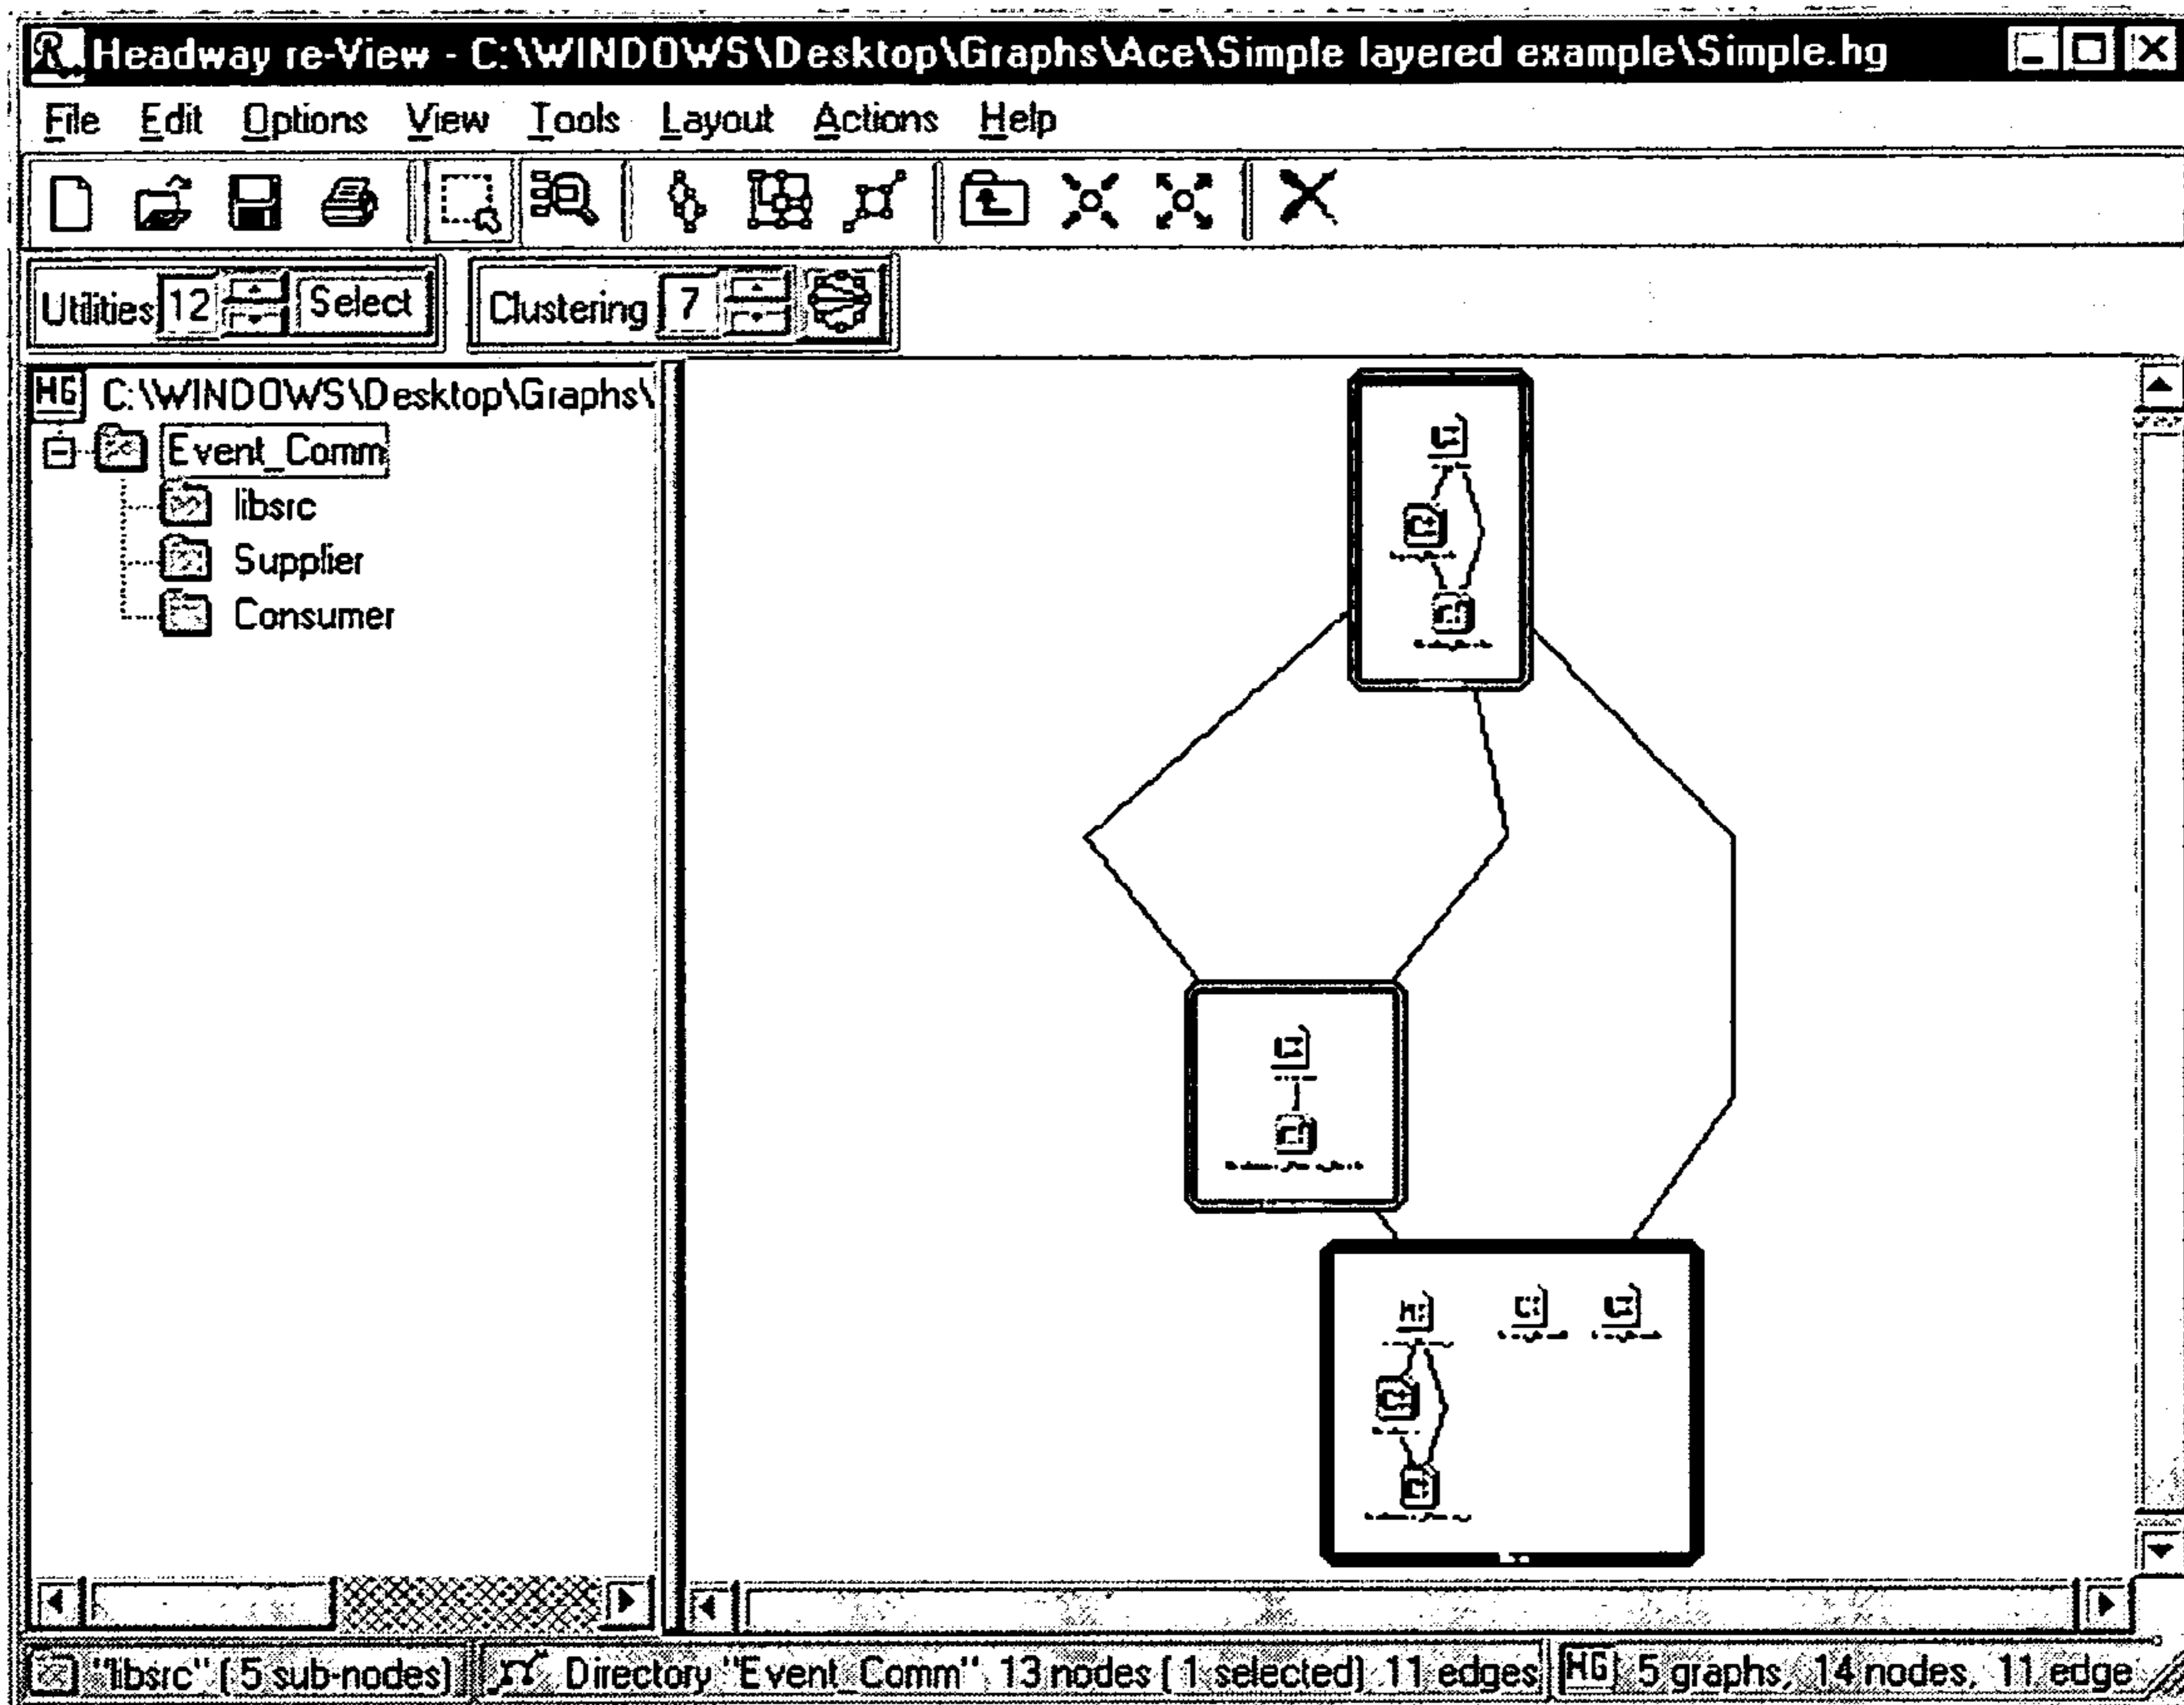 Headway re-View - C:\WINDOWS\Desktop\Graphs\Ace\Simple layered example\Simple.hg
File Edit Options View Tools Layout Actions Help
Utilities 12 Select Clustering 7
HG C:\WINDOWS\Desktop\Graphs\
Event_Comm
libsrc
Supplier
Consumer
"libsrc" (5 sub-nodes) Directory "Event_Comm" 13 nodes (1 selected) 11 edges HG 5 graphs, 14 nodes, 11 edge